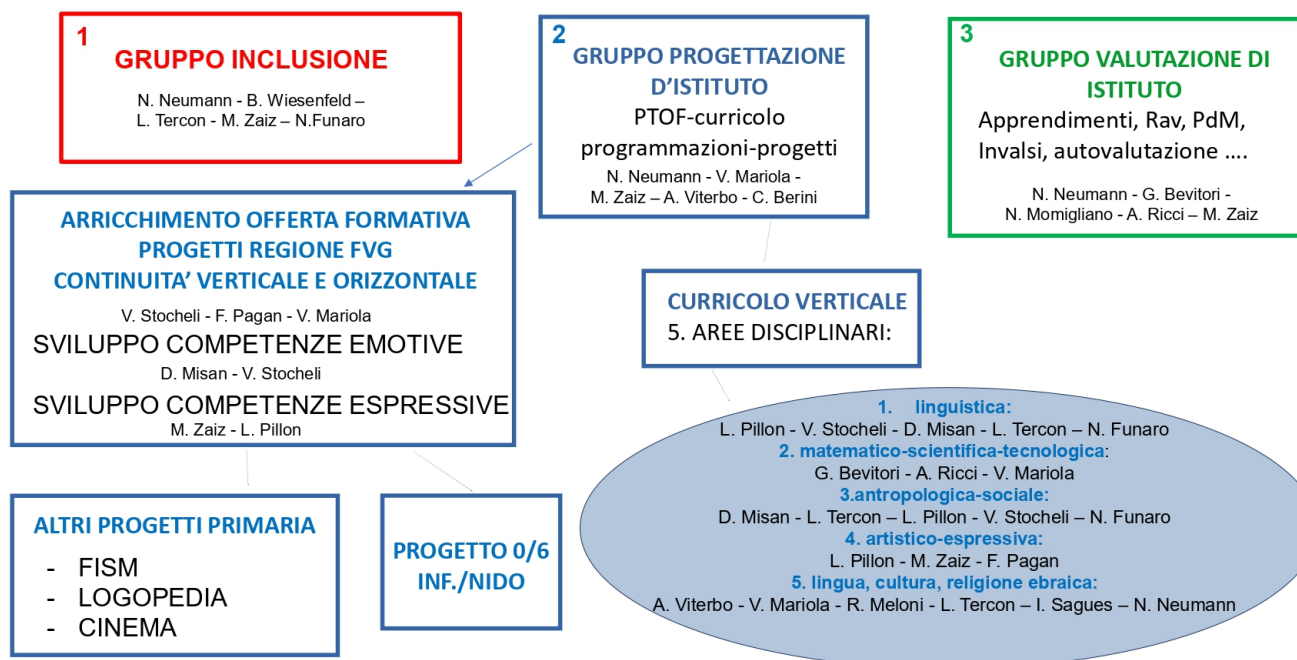 1
GRUPPO INCLUSIONE
N. Neumann - B. Wiesenfeld –
L. Tercon - M. Zaiz – N.Funaro
2
GRUPPO PROGETTAZIONE
D’ISTITUTO
PTOF-curricolo
programmazioni-progetti
N. Neumann - V. Mariola -
M. Zaiz – A. Viterbo - C. Berini
3
GRUPPO VALUTAZIONE DI
ISTITUTO
Apprendimenti, Rav, PdM,
Invalsi, autovalutazione ….
N. Neumann - G. Bevitori -
N. Momigliano - A. Ricci – M. Zaiz
ARRICCHIMENTO OFFERTA FORMATIVA
PROGETTI REGIONE FVG
CONTINUITA’ VERTICALE E ORIZZONTALE
V. Stocheli - F. Pagan - V. Mariola
SVILUPPO COMPETENZE EMOTIVE
D. Misan - V. Stocheli
SVILUPPO COMPETENZE ESPRESSIVE
M. Zaiz - L. Pillon
CURRICOLO VERTICALE
5. AREE DISCIPLINARI:
1. linguistica:
L. Pillon - V. Stocheli - D. Misan - L. Tercon – N. Funaro
2. matematico-scientifica-tecnologica:
G. Bevitori - A. Ricci - V. Mariola
3.antropologica-sociale:
D. Misan - L. Tercon – L. Pillon - V. Stocheli – N. Funaro
4. artistico-espressiva:
L. Pillon - M. Zaiz - F. Pagan
5. lingua, cultura, religione ebraica:
A. Viterbo - V. Mariola - R. Meloni - L. Tercon – I. Sagues – N. Neumann
ALTRI PROGETTI PRIMARIA
- FISM
- LOGOPEDIA
- CINEMA
PROGETTO 0/6
INF./NIDO